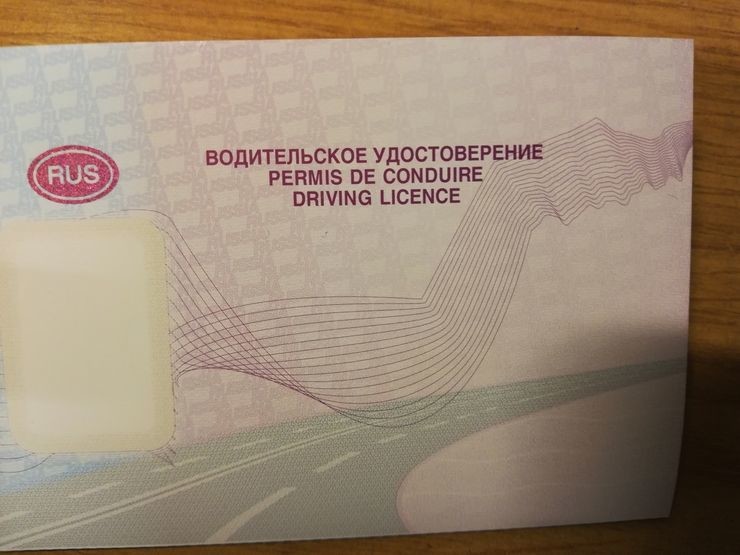 RUS
ВОДИТЕЛЬСКОЕ УДОСТОВЕРЕНИЕ
PERMIS DE CONDUIRE
DRIVING LICENCE